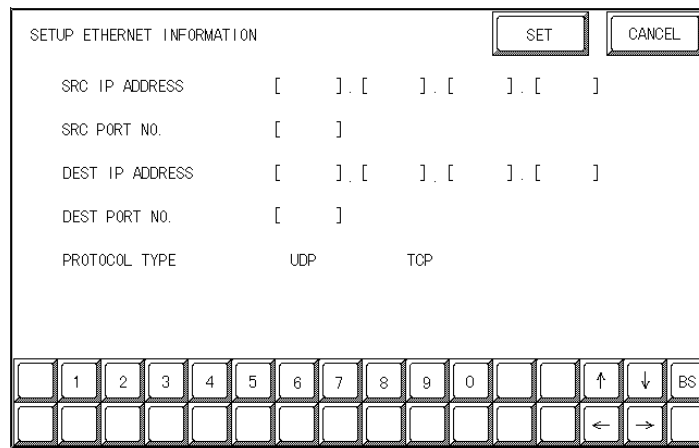 SETUP ETHERNET INFORMATION SET CANCEL
SRC IP ADDRESS [ ].[ ].[ ].[ ]
SRC PORT NO. [ ]
DEST IP ADDRESS [ ].[ ].[ ].[ ]
DEST PORT NO. [ ]
PROTOCOL TYPE UDP TCP
1 2 3 4 5 6 7 8 9 0 ↑ ↓ BS
← →